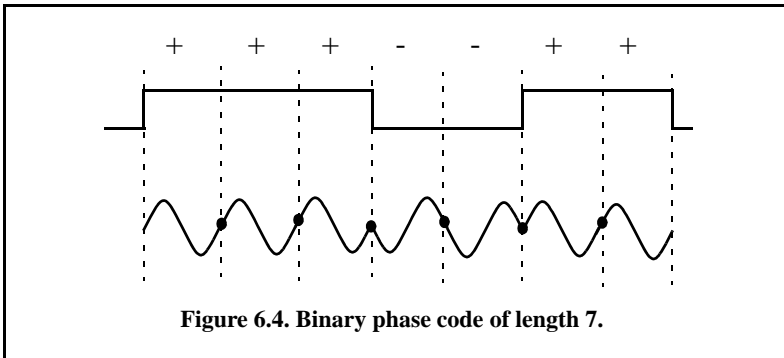 + + + - - + +
Figure 6.4. Binary phase code of length 7.